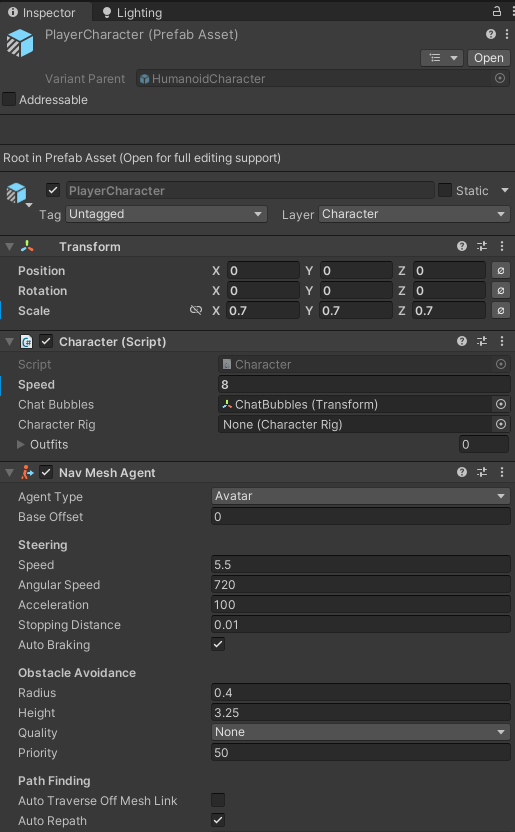 Inspector Lighting
PlayerCharacter (Prefab Asset)
Open
Variant Parent HumanoidCharacter
Addressable
Root in Prefab Asset (Open for full editing support)
PlayerCharacter Static
Tag Untagged Layer Character
Transform
Position X 0 Y 0 Z 0
Rotation X 0 Y 0 Z 0
Scale X 0.7 Y 0.7 Z 0.7
Character (Script)
Script Character
Speed 8
Chat Bubbles ChatBubbles (Transform)
Character Rig None (Character Rig)
Outfits 0
Nav Mesh Agent
Agent Type Avatar
Base Offset 0
Steering
Speed 5.5
Angular Speed 720
Acceleration 100
Stopping Distance 0.01
Auto Braking
Obstacle Avoidance
Radius 0.4
Height 3.25
Quality None
Priority 50
Path Finding
Auto Traverse Off Mesh Link
Auto Repath